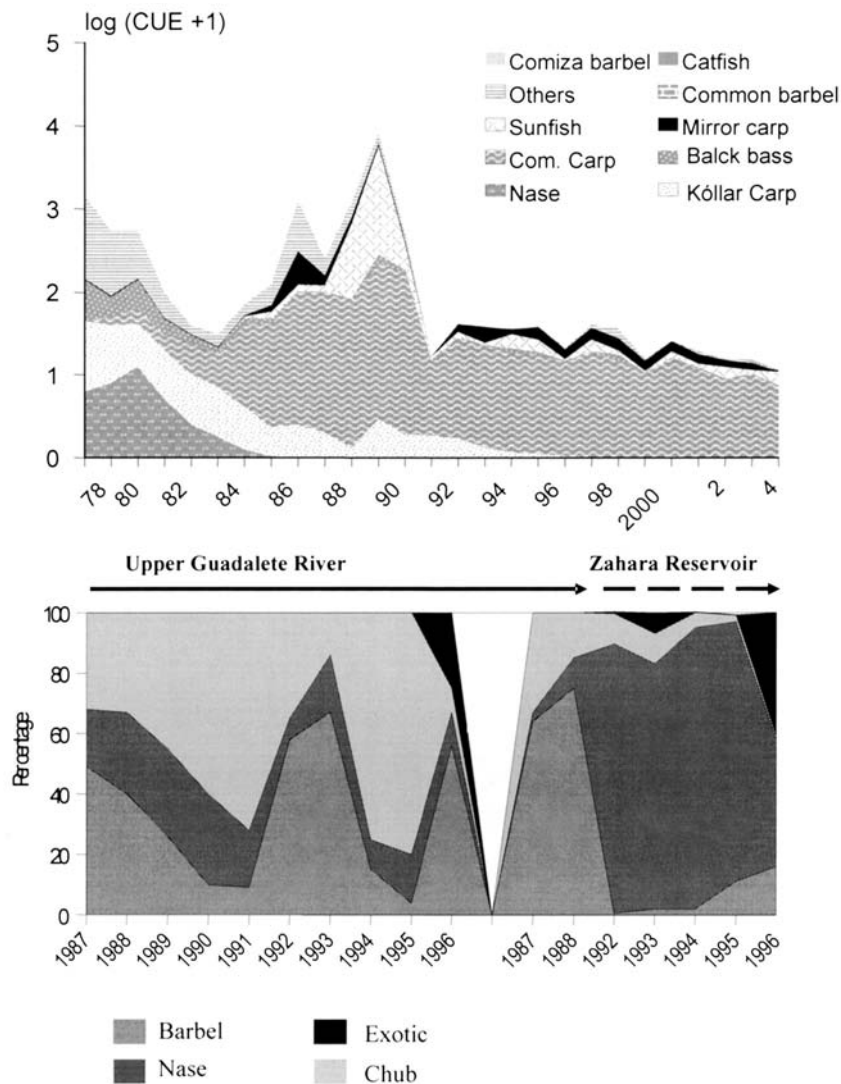 log (CUE +1)
5
4
3
2
1
0
Comiza barbel
Others
Sunfish
Com. Carp
Nase
Catfish
Common barbel
Mirror carp
Balck bass
Kóllar Carp
78 80 82 84 86 88 90 92 94 96 98 2000 2 4
Upper Guadalete River
Zahara Reservoir
Percentage
100
80
60
40
20
0
1987 1988 1989 1990 1991 1992 1993 1994 1995 1996 1987 1988 1992 1993 1994 1995 1996
Barbel
Nase
Exotic
Chub